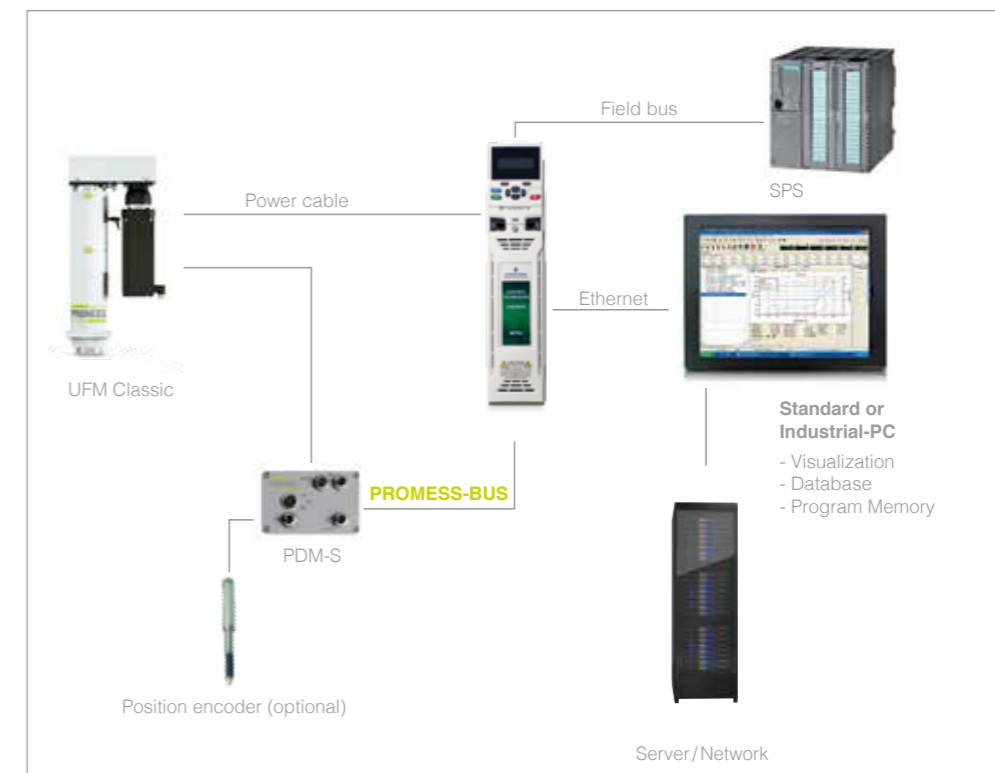 Field bus
SPS
Power cable
PROMESS
UFM Classic
Ethernet
Standard or
Industrial-PC
- Visualization
- Database
- Program Memory
PROMESS-BUS
PDM-S
Position encoder (optional)
Server/Network